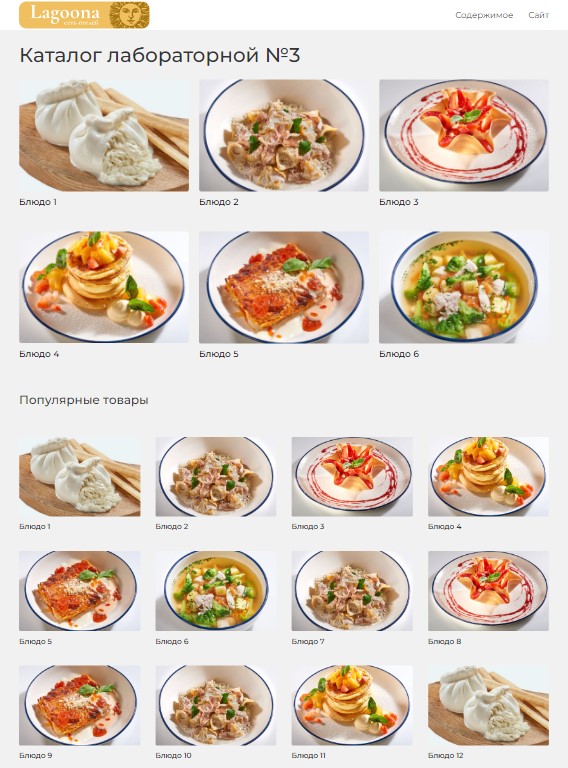 Lagoona
сеть отелей
Содержимое Сайт
Каталог лабораторной №3
Блюдо 1 Блюдо 2 Блюдо 3
Блюдо 4 Блюдо 5 Блюдо 6
Популярные товары
Блюдо 1 Блюдо 2 Блюдо 3 Блюдо 4
Блюдо 5 Блюдо 6 Блюдо 7 Блюдо 8
Блюдо 9 Блюдо 10 Блюдо 11 Блюдо 12